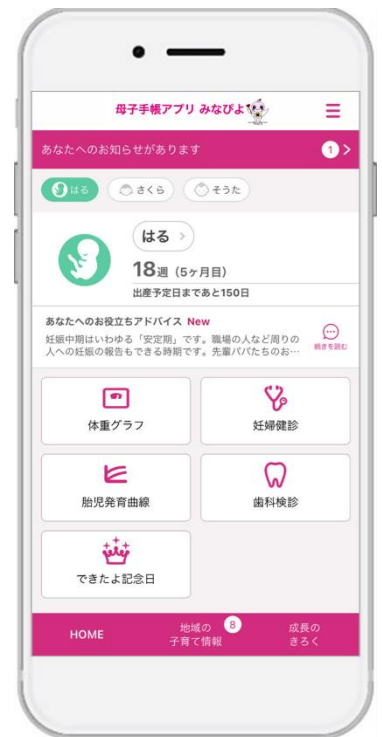 母子手帳アプリ みなぴよ
あなたへのお知らせがあります 1
はる さくら そうた
はる
18週 (5ヶ月目)
出産予定日まであと150日
あなたへのお役立ちアドバイス New
妊娠中期はいわゆる「安定期」です。職場の人など周りの
人への妊娠の報告もできる時期です。先輩パパたちのお…
続きを読む
体重グラフ
妊婦健診
胎児発育曲線
歯科検診
できたよ記念日
HOME
地域の
子育て情報
8
成長の
きろく